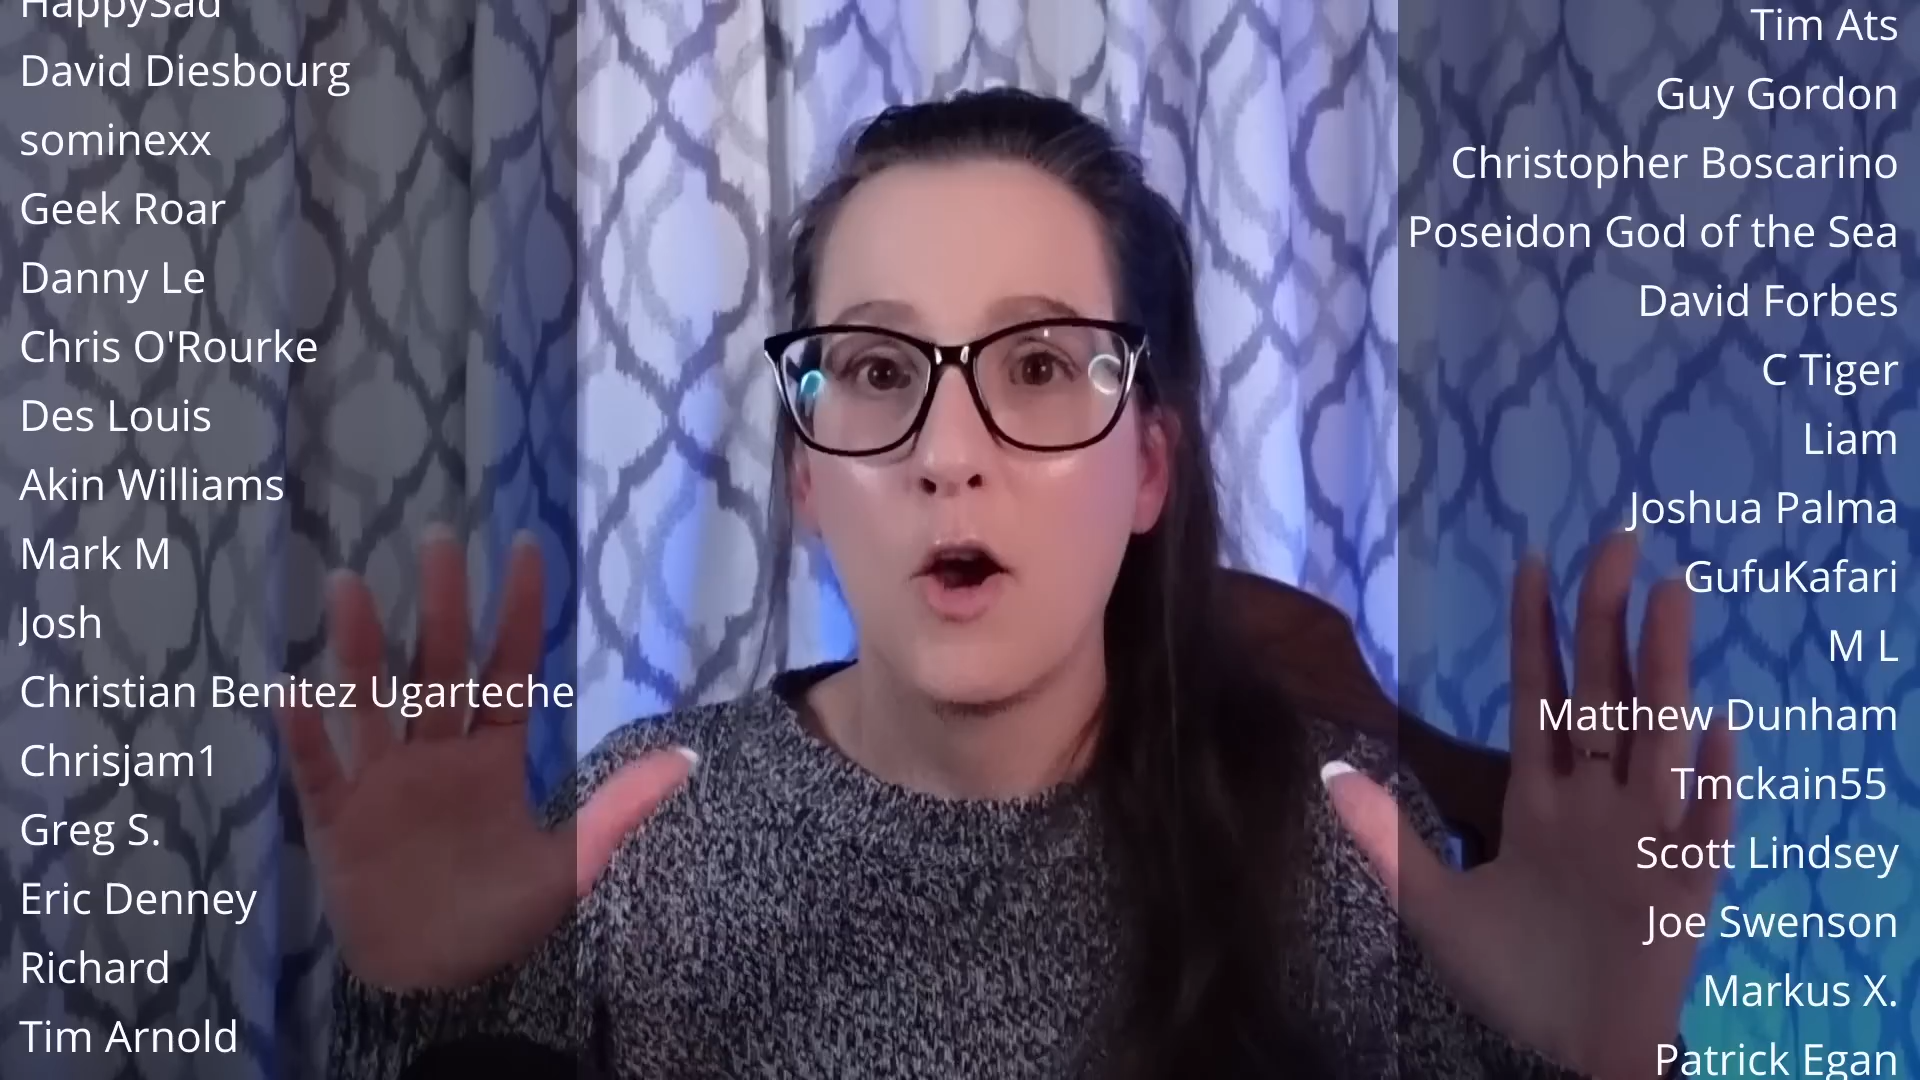 HappySad
David Diesbourg
sominexx
Geek Roar
Danny Le
Chris O'Rourke
Des Louis
Akin Williams
Mark M
Josh
Christian Benitez Ugarteche
Chrisjam1
Greg S.
Eric Denney
Richard
Tim Arnold
Tim Ats
Guy Gordon
Christopher Boscarino
Poseidon God of the Sea
David Forbes
C Tiger
Liam
Joshua Palma
GufuKafari
M L
Matthew Dunham
Tmckain55
Scott Lindsey
Joe Swenson
Markus X.
Patrick Egan